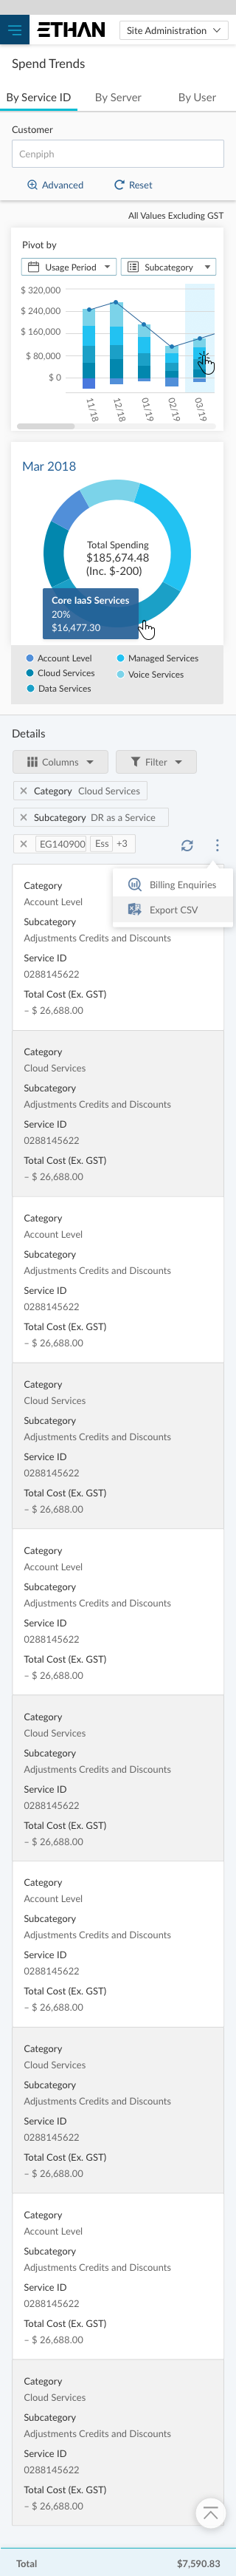 ETHAN
Site Administration
Spend Trends
By Service ID By Server By User
Customer
Cenpiph
Advanced Reset
All Values Excluding GST
Pivot by
Usage Period Subcategory
$ 320,000
$ 240,000
$ 160,000
$ 80,000
$ 0
11/18 12/18 01/19 02/19 03/19
Mar 2018
Total Spending
$185,674.48
(Inc. $-200)
Core IaaS Services
20%
$16,477.30
Account Level Managed Services
Cloud Services Voice Services
Data Services
Details
Columns Filter
Category Cloud Services
Subcategory DR as a Service
EG140900 Ess +3
Billing Enquiries
Export CSV
Category
Account Level
Subcategory
Adjustments Credits and Discounts
Service ID
0288145622
Total Cost (Ex. GST)
– $ 26,688.00
Category
Cloud Services
Subcategory
Adjustments Credits and Discounts
Service ID
0288145622
Total Cost (Ex. GST)
– $ 26,688.00
Category
Account Level
Subcategory
Adjustments Credits and Discounts
Service ID
0288145622
Total Cost (Ex. GST)
– $ 26,688.00
Category
Cloud Services
Subcategory
Adjustments Credits and Discounts
Service ID
0288145622
Total Cost (Ex. GST)
– $ 26,688.00
Category
Account Level
Subcategory
Adjustments Credits and Discounts
Service ID
0288145622
Total Cost (Ex. GST)
– $ 26,688.00
Category
Cloud Services
Subcategory
Adjustments Credits and Discounts
Service ID
0288145622
Total Cost (Ex. GST)
– $ 26,688.00
Category
Account Level
Subcategory
Adjustments Credits and Discounts
Service ID
0288145622
Total Cost (Ex. GST)
– $ 26,688.00
Category
Cloud Services
Subcategory
Adjustments Credits and Discounts
Service ID
0288145622
Total Cost (Ex. GST)
– $ 26,688.00
Category
Account Level
Subcategory
Adjustments Credits and Discounts
Service ID
0288145622
Total Cost (Ex. GST)
– $ 26,688.00
Category
Cloud Services
Subcategory
Adjustments Credits and Discounts
Service ID
0288145622
Total Cost (Ex. GST)
– $ 26,688.00
Total $7,590.83